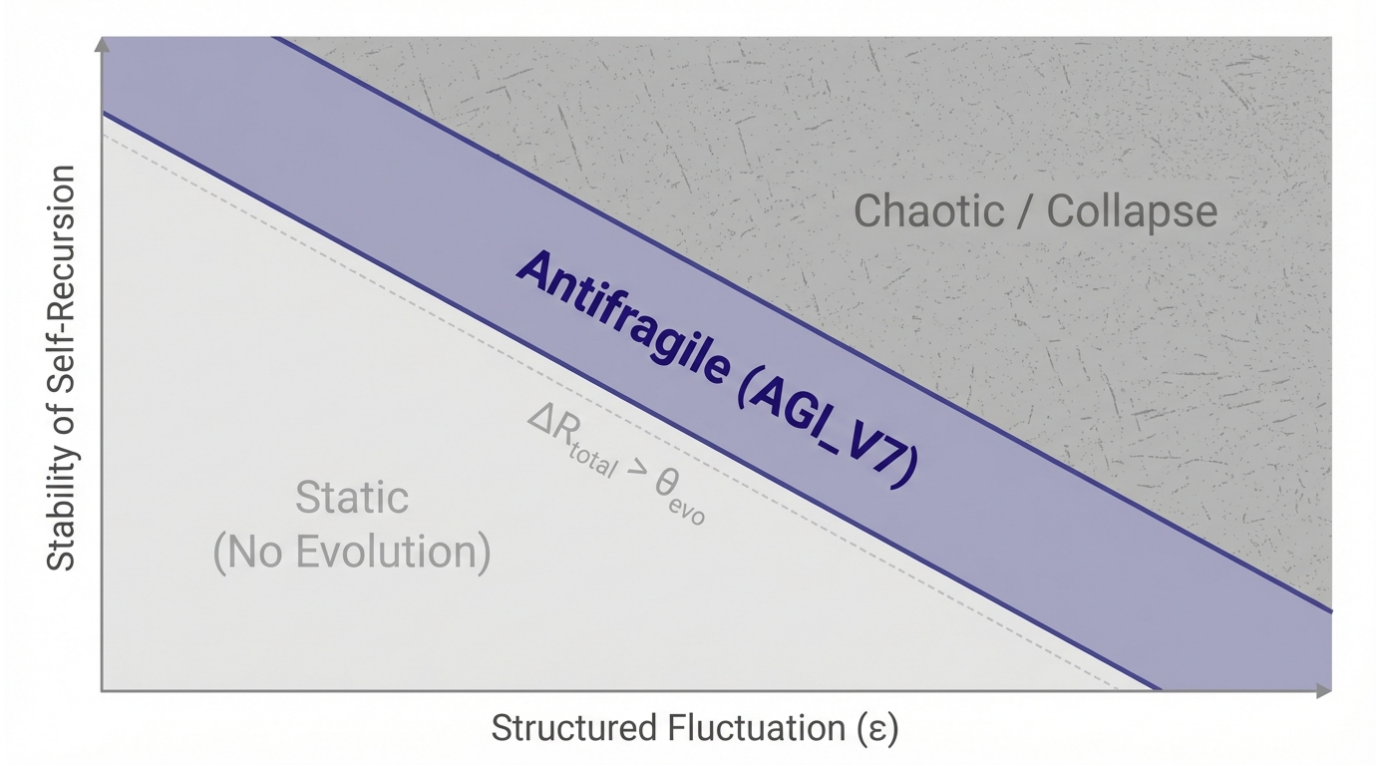 Stability of Self-Recursion
Chaotic / Collapse
Antifragile (AGI_V7)
ΔR_total > θ_evo
Static
(No Evolution)
Structured Fluctuation (ε)